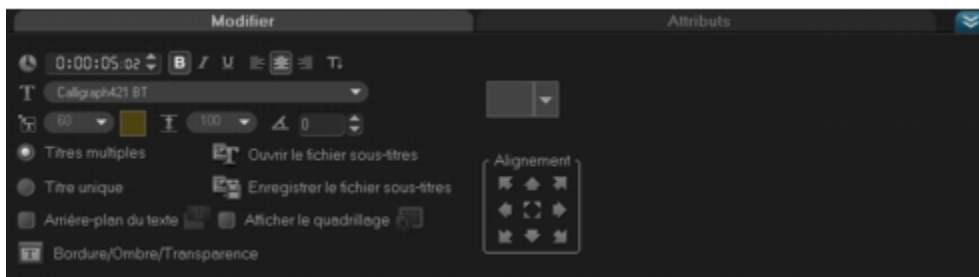 Modifier Attributs
0:00:05:02 B I U
T Calligraph421 BT
60 100 0
Titres multiples Ouvrir le fichier sous-titres
Alignement
Titre unique Enregistrer le fichier sous-titres
Arrière-plan du texte Afficher le quadrillage
Bordure/Ombre/Transparence